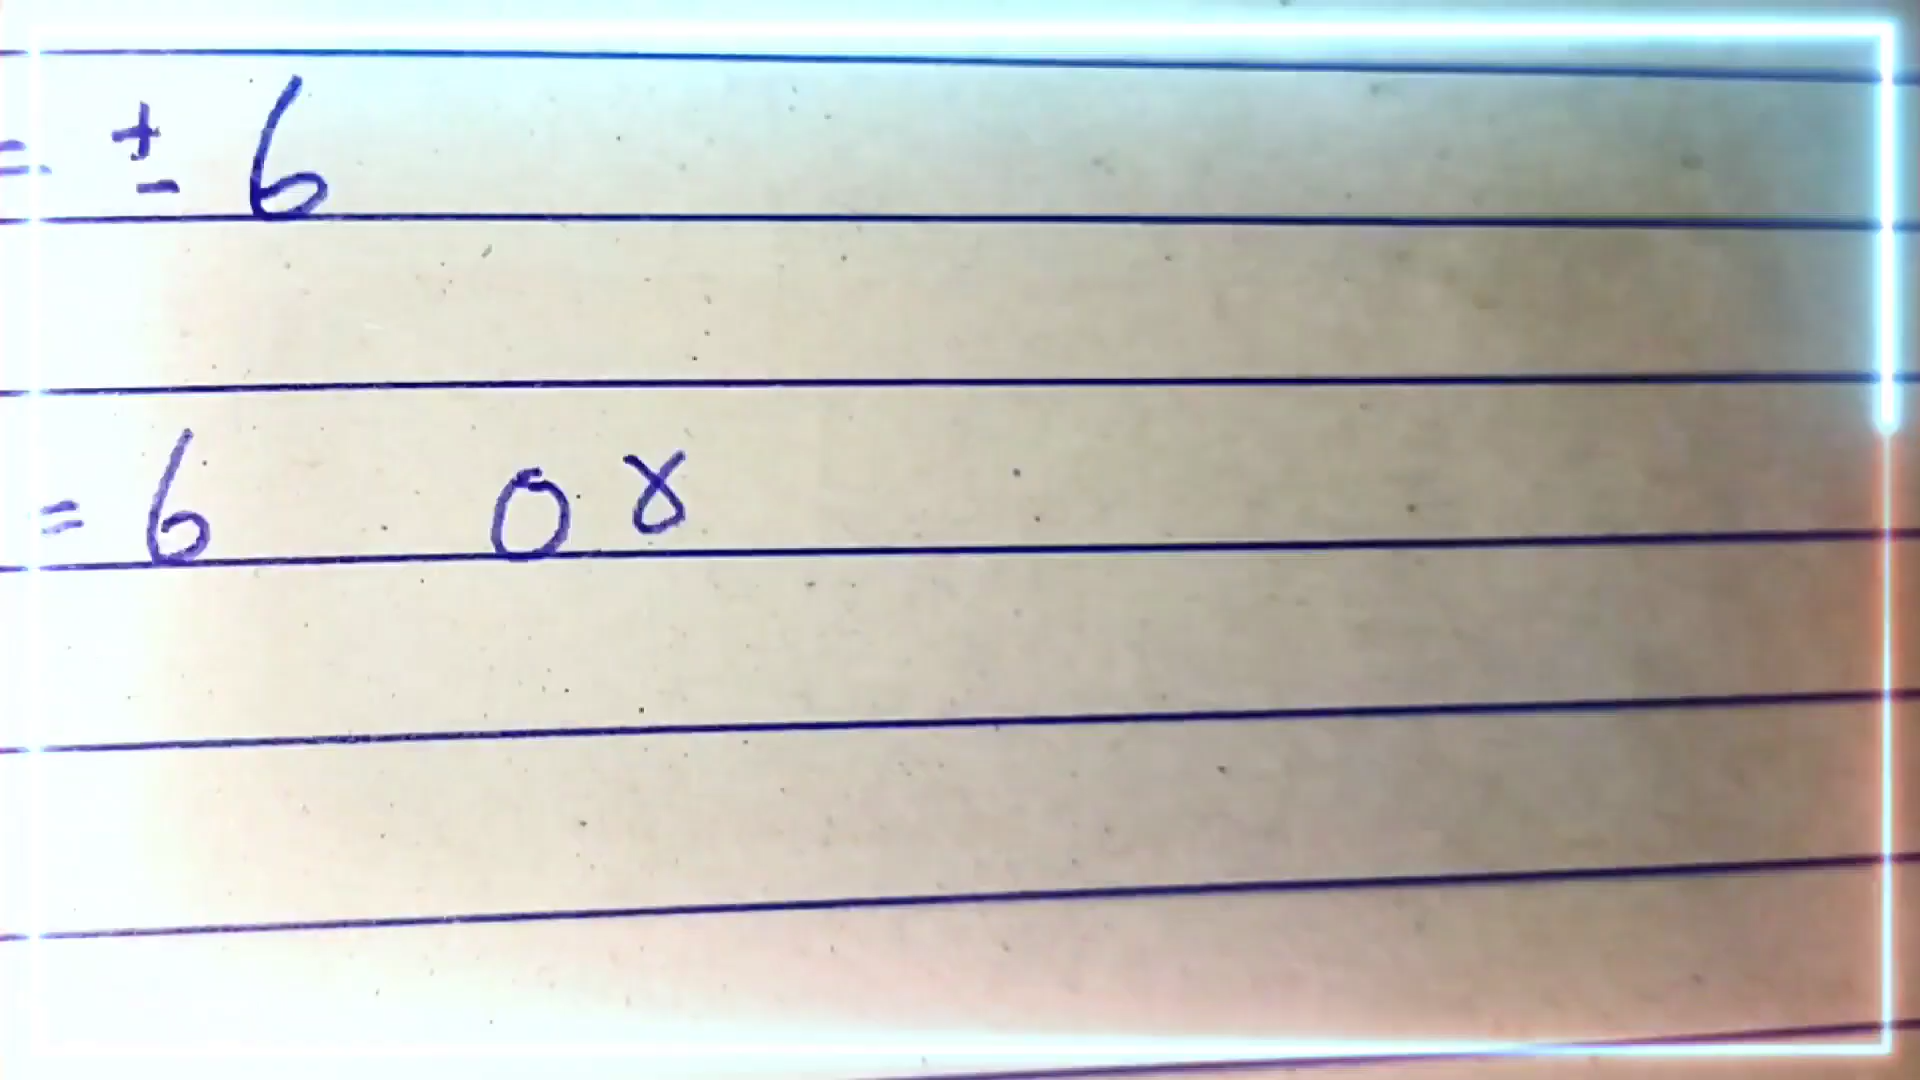 = ± 6
= 6 or